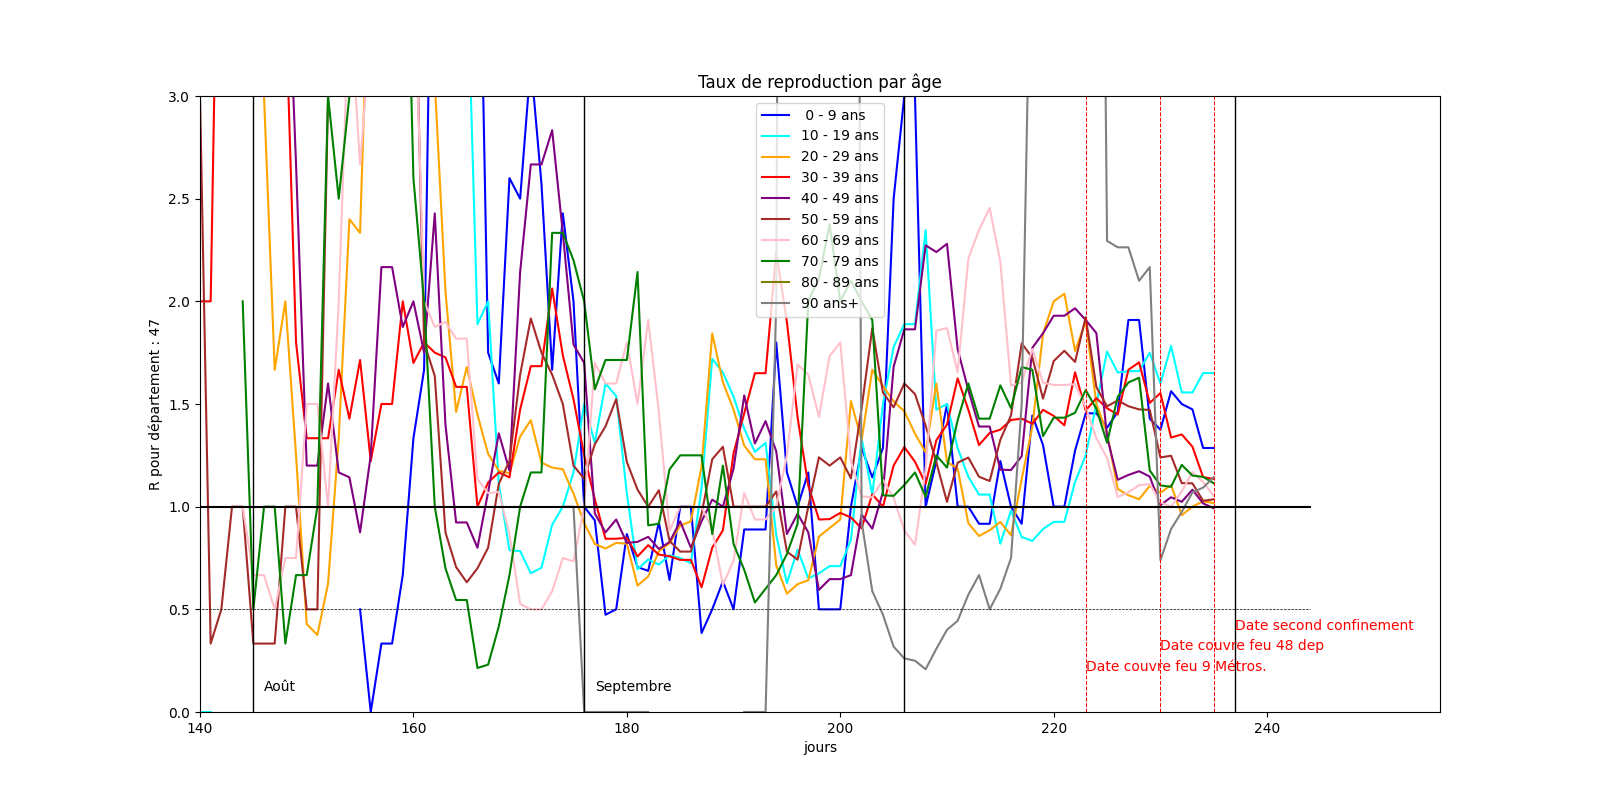 Taux de reproduction par âge
3.0
2.5
2.0
1.5
1.0
0.5
0.0
R pour département : 47
0 - 9 ans
10 - 19 ans
20 - 29 ans
30 - 39 ans
40 - 49 ans
50 - 59 ans
60 - 69 ans
70 - 79 ans
80 - 89 ans
90 ans+
Date second confinement
Date couvre feu 48 dep
Date couvre feu 9 Métros.
Août
Septembre
140 160 180 200 220 240
jours